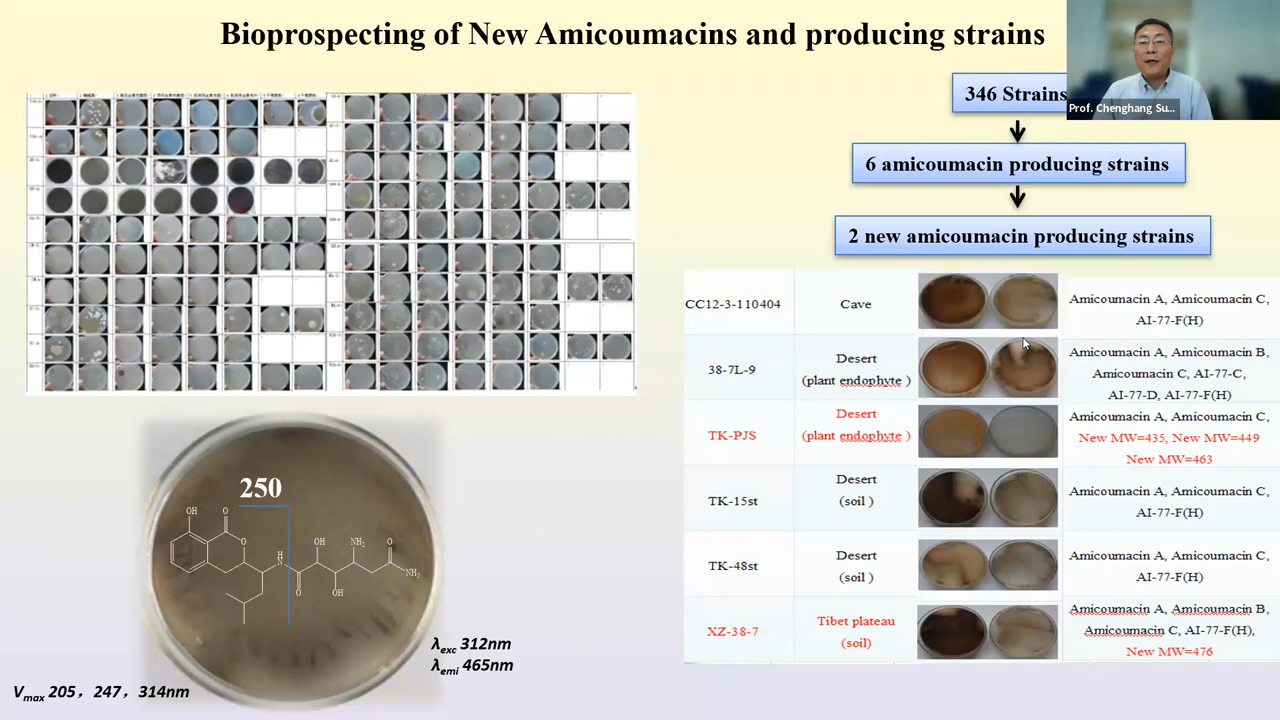 Bioprospecting of New Amicoumacins and producing strains
346 Strains
Prof. Chenghang Su...
6 amicoumacin producing strains
2 new amicoumacin producing strains
CC12-3-110404
Cave
Amicoumacin A, Amicoumacin C,
AI-77-F(H)
38-7L-9
Desert
(plant endophyte )
Amicoumacin A, Amicoumacin B,
Amicoumacin C, AI-77-C,
AI-77-D, AI-77-F(H)
TK-PJS
Desert
(plant endophyte )
Amicoumacin A, Amicoumacin C,
New MW=435, New MW=449
New MW=463
TK-15st
Desert
(soil )
Amicoumacin A, Amicoumacin C,
AI-77-F(H)
TK-48st
Desert
(soil )
Amicoumacin A, Amicoumacin C,
AI-77-F(H)
XZ-38-7
Tibet plateau
(soil)
Amicoumacin A, Amicoumacin B,
Amicoumacin C, AI-77-F(H),
New MW=476
250
OH
O
O
H
N
OH
NH2
O
NH2
O
OH
λexc 312nm
λemi 465nm
Vmax 205，247，314nm